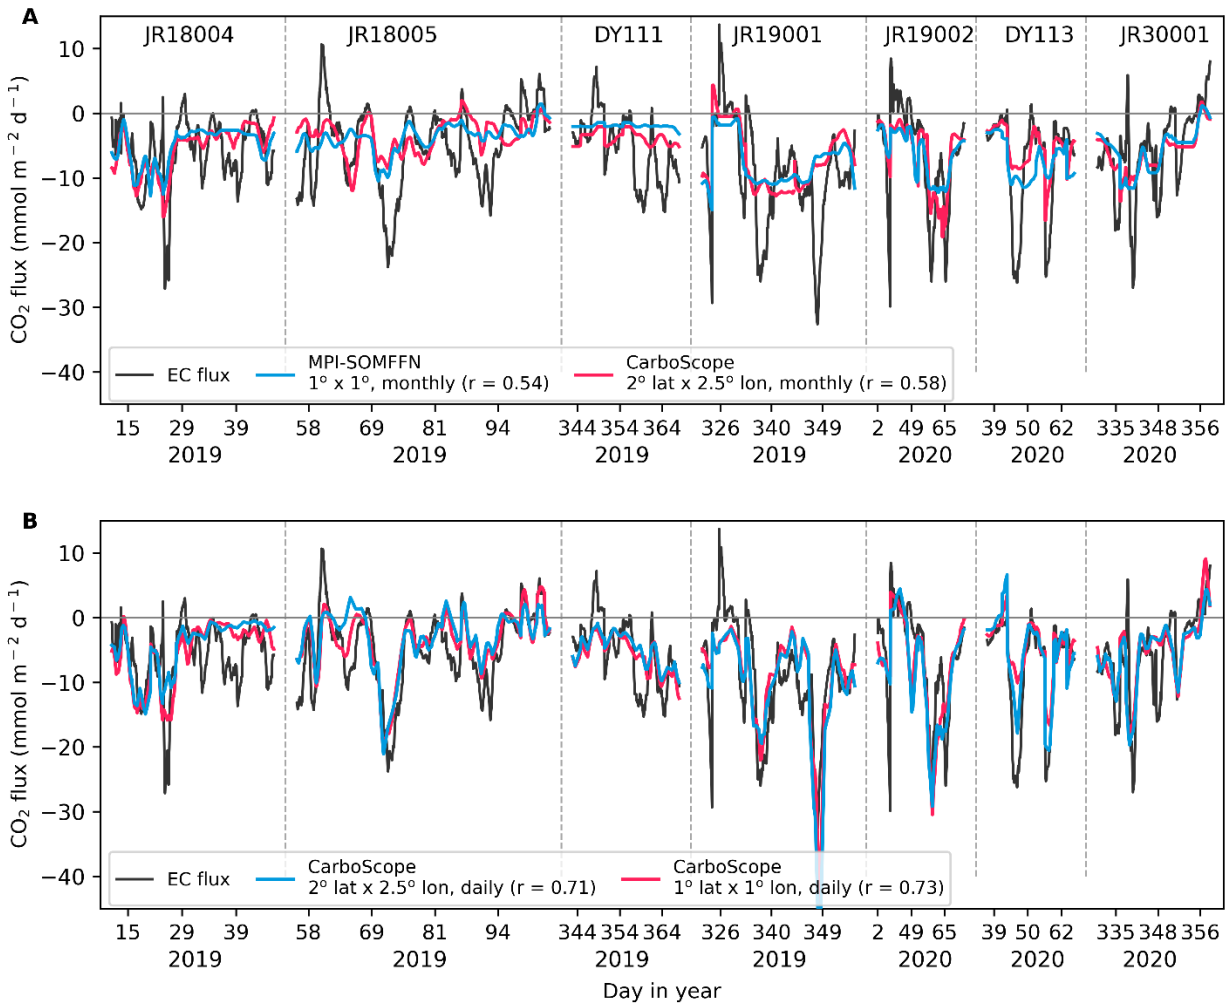 A
JR18004 JR18005 DY111 JR19001 JR19002 DY113 JR30001
10
0
−10
−20
−30
−40
CO₂ flux (mmol m⁻² d⁻¹)
EC flux
MPI-SOMFFN
1° x 1°, monthly (r = 0.54)
CarboScope
2° lat x 2.5° lon, monthly (r = 0.58)
15 29 39 58 69 81 94 344 354 364 326 340 349 2 49 65 39 50 62 335 348 356
2019 2019 2019 2019 2020 2020 2020
B
10
0
−10
−20
−30
−40
CO₂ flux (mmol m⁻² d⁻¹)
EC flux
CarboScope
2° lat x 2.5° lon, daily (r = 0.71)
CarboScope
1° lat x 1° lon, daily (r = 0.73)
15 29 39 58 69 81 94 344 354 364 326 340 349 2 49 65 39 50 62 335 348 356
2019 2019 2019 2019 2020 2020 2020
Day in year